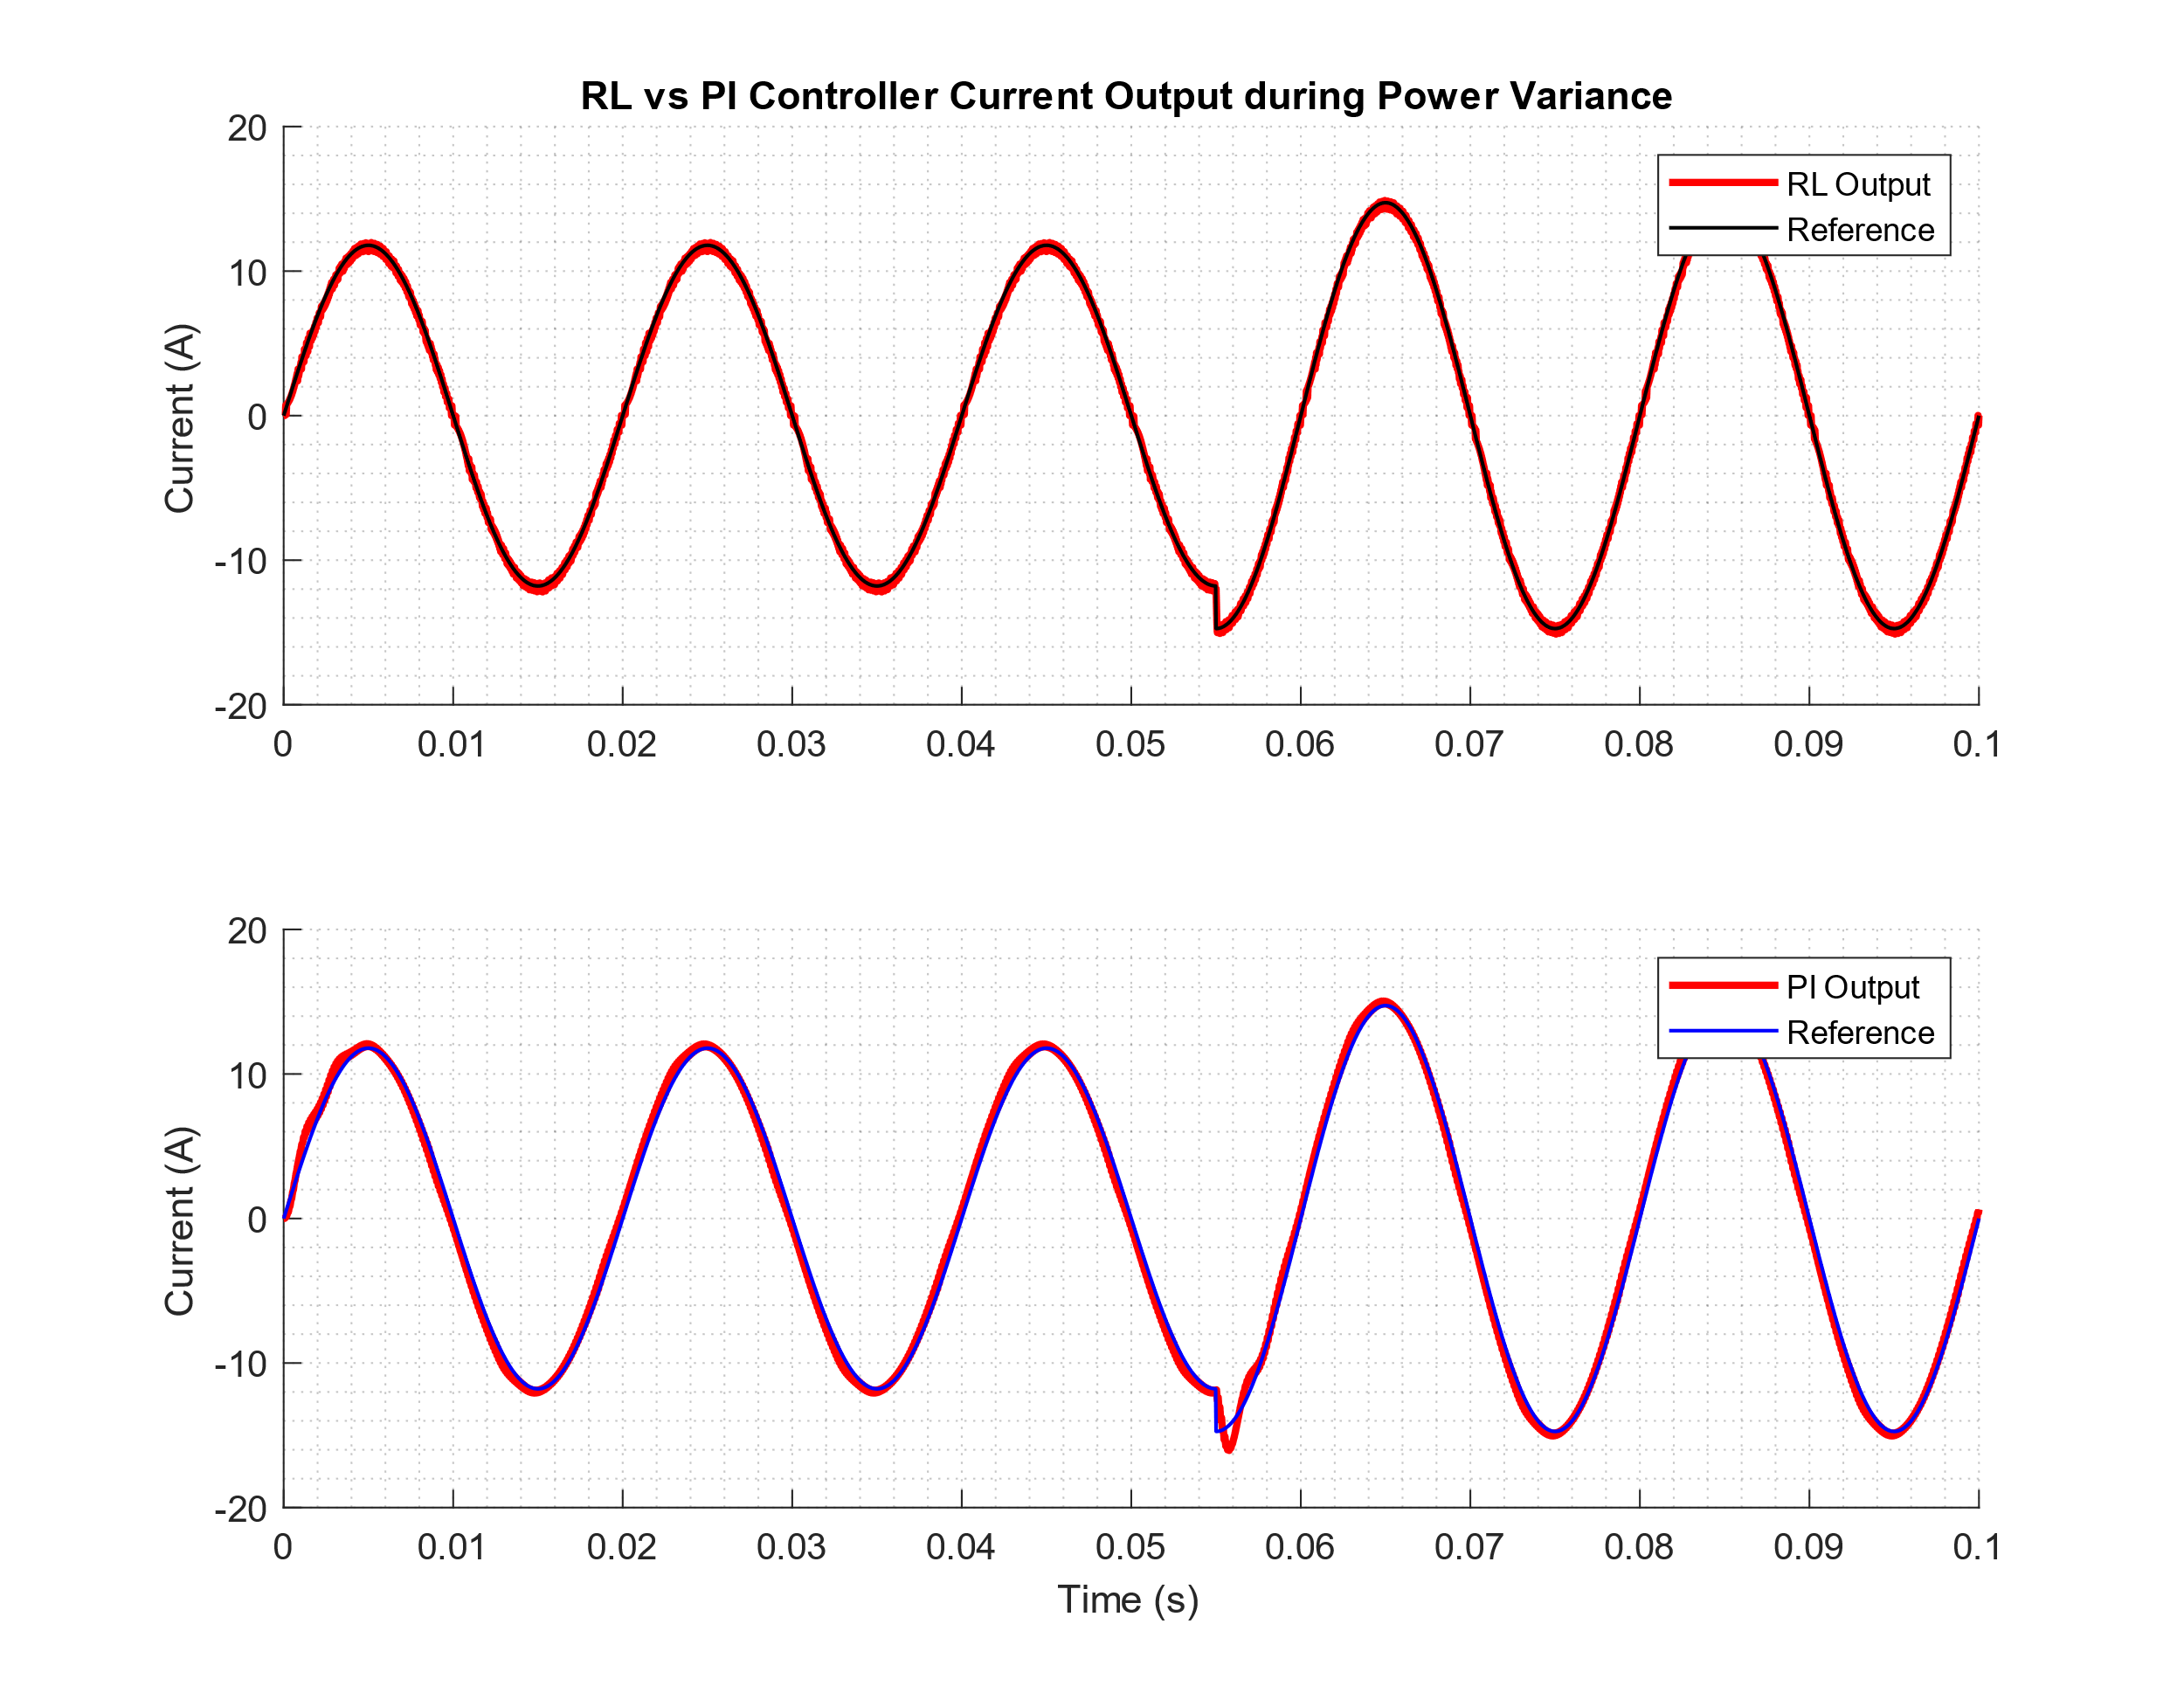 RL vs PI Controller Current Output during Power Variance
20
10
0
-10
-20
Current (A)
RL Output
Reference
0 0.01 0.02 0.03 0.04 0.05 0.06 0.07 0.08 0.09 0.1
20
10
0
-10
-20
Current (A)
PI Output
Reference
0 0.01 0.02 0.03 0.04 0.05 0.06 0.07 0.08 0.09 0.1
Time (s)